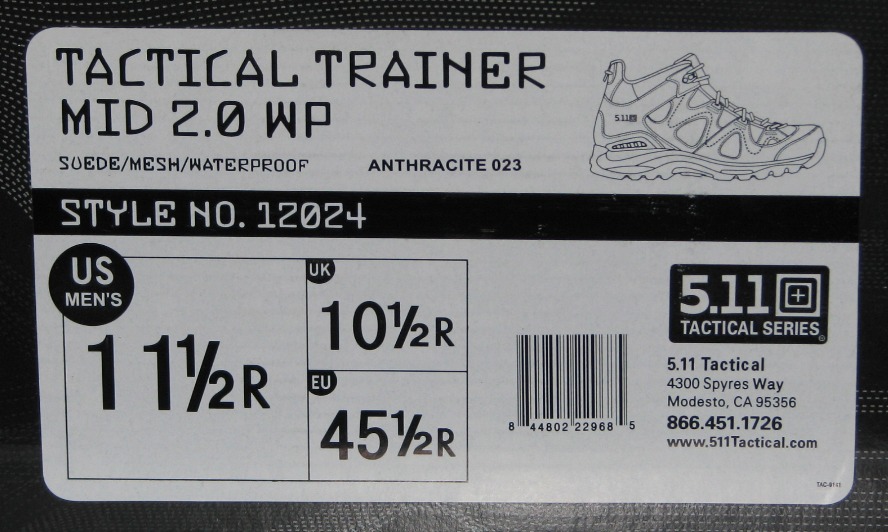 TACTICAL TRAINER
MID 2.0 WP
SUEDE/MESH/WATERPROOF
ANTHRACITE 023
5.11
STYLE NO. 12024
US
MEN'S
11½R
UK
10½R
EU
45½R
8 44802 22968 5
5.11
TACTICAL SERIES
5.11 Tactical
4300 Spyres Way
Modesto, CA 95356
866.451.1726
www.511Tactical.com